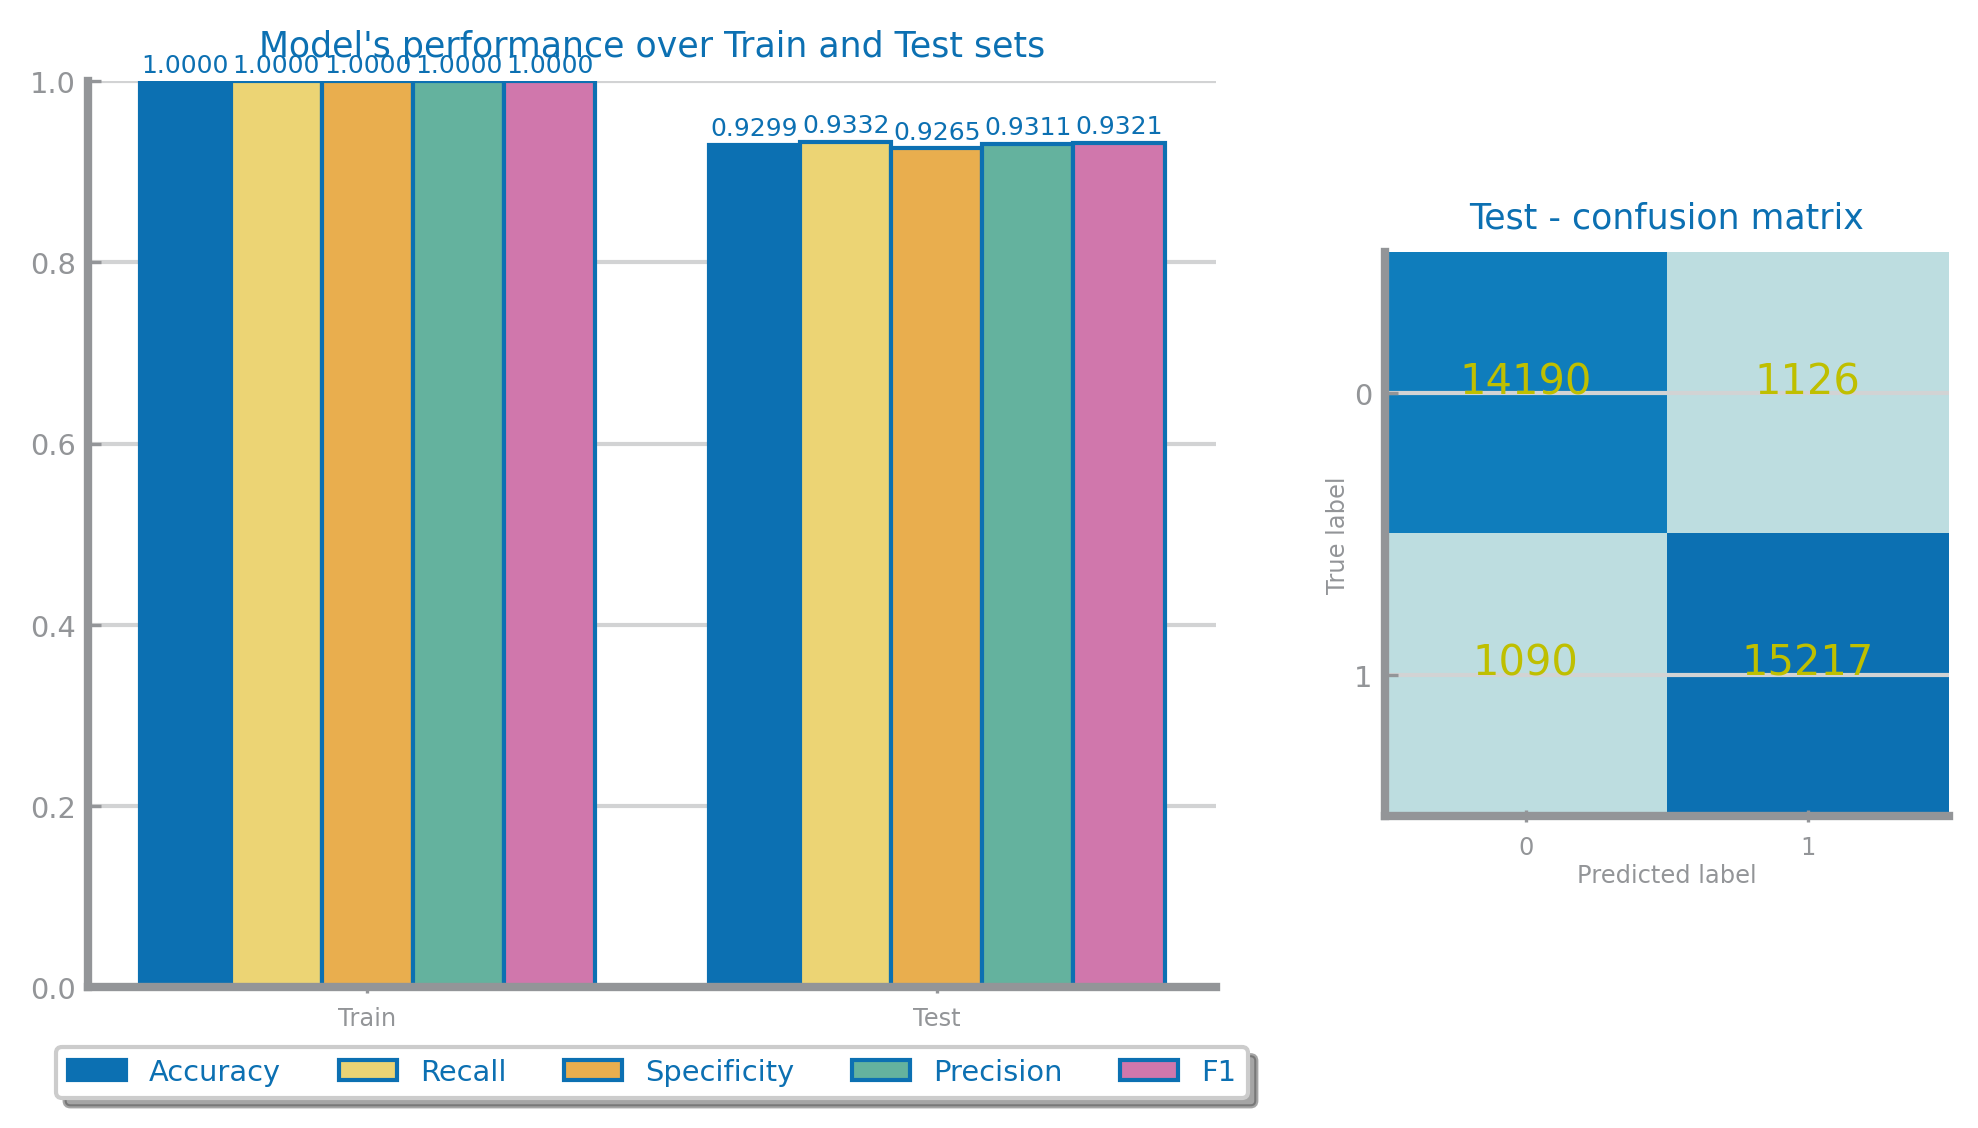 Model's performance over Train and Test sets
1.0000 1.0000 1.0000 1.0000 1.0000
0.9299 0.9332 0.9265 0.9311 0.9321
1.0
0.8
0.6
0.4
0.2
0.0
Train Test
Accuracy Recall Specificity Precision F1
Test - confusion matrix
True label
0 14190 1126
1 1090 15217
0 1
Predicted label